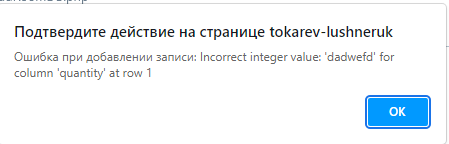 Подтвердите действие на странице tokarev-lushneruk
Ошибка при добавлении записи: Incorrect integer value: 'dadwefd' for
column 'quantity' at row 1
ОК